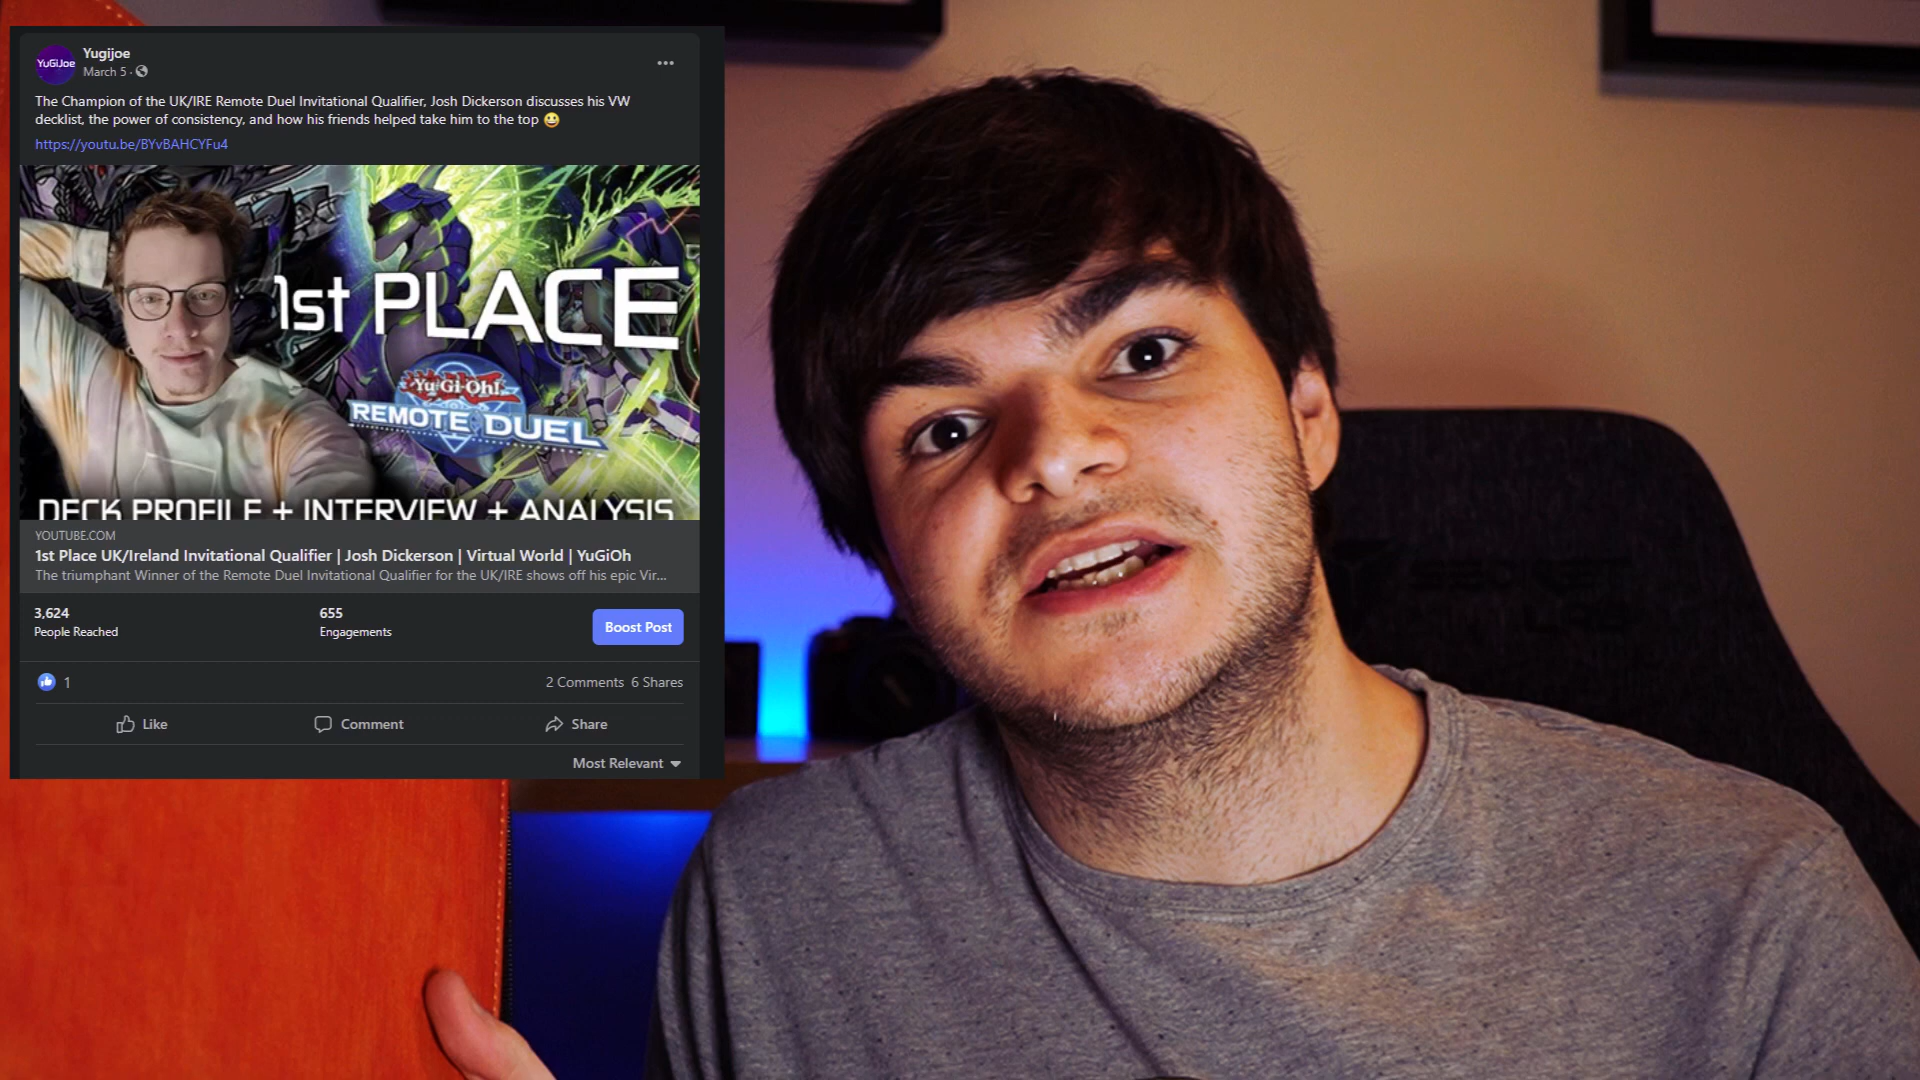 YuGiJoe
Yugijoe
March 5 ·
The Champion of the UK/IRE Remote Duel Invitational Qualifier, Josh Dickerson discusses his VW
decklist, the power of consistency, and how his friends helped take him to the top 😀
https://youtu.be/BYvBAHCYFu4
1st PLACE
Yu-Gi-Oh!
REMOTE DUEL
DECK PROFILE + INTERVIEW + ANALYSIS
YOUTUBE.COM
1st Place UK/Ireland Invitational Qualifier | Josh Dickerson | Virtual World | YuGiOh
The triumphant Winner of the Remote Duel Invitational Qualifier for the UK/IRE shows off his epic Vir...
3,624
People Reached
655
Engagements
Boost Post
1
2 Comments 6 Shares
Like
Comment
Share
Most Relevant